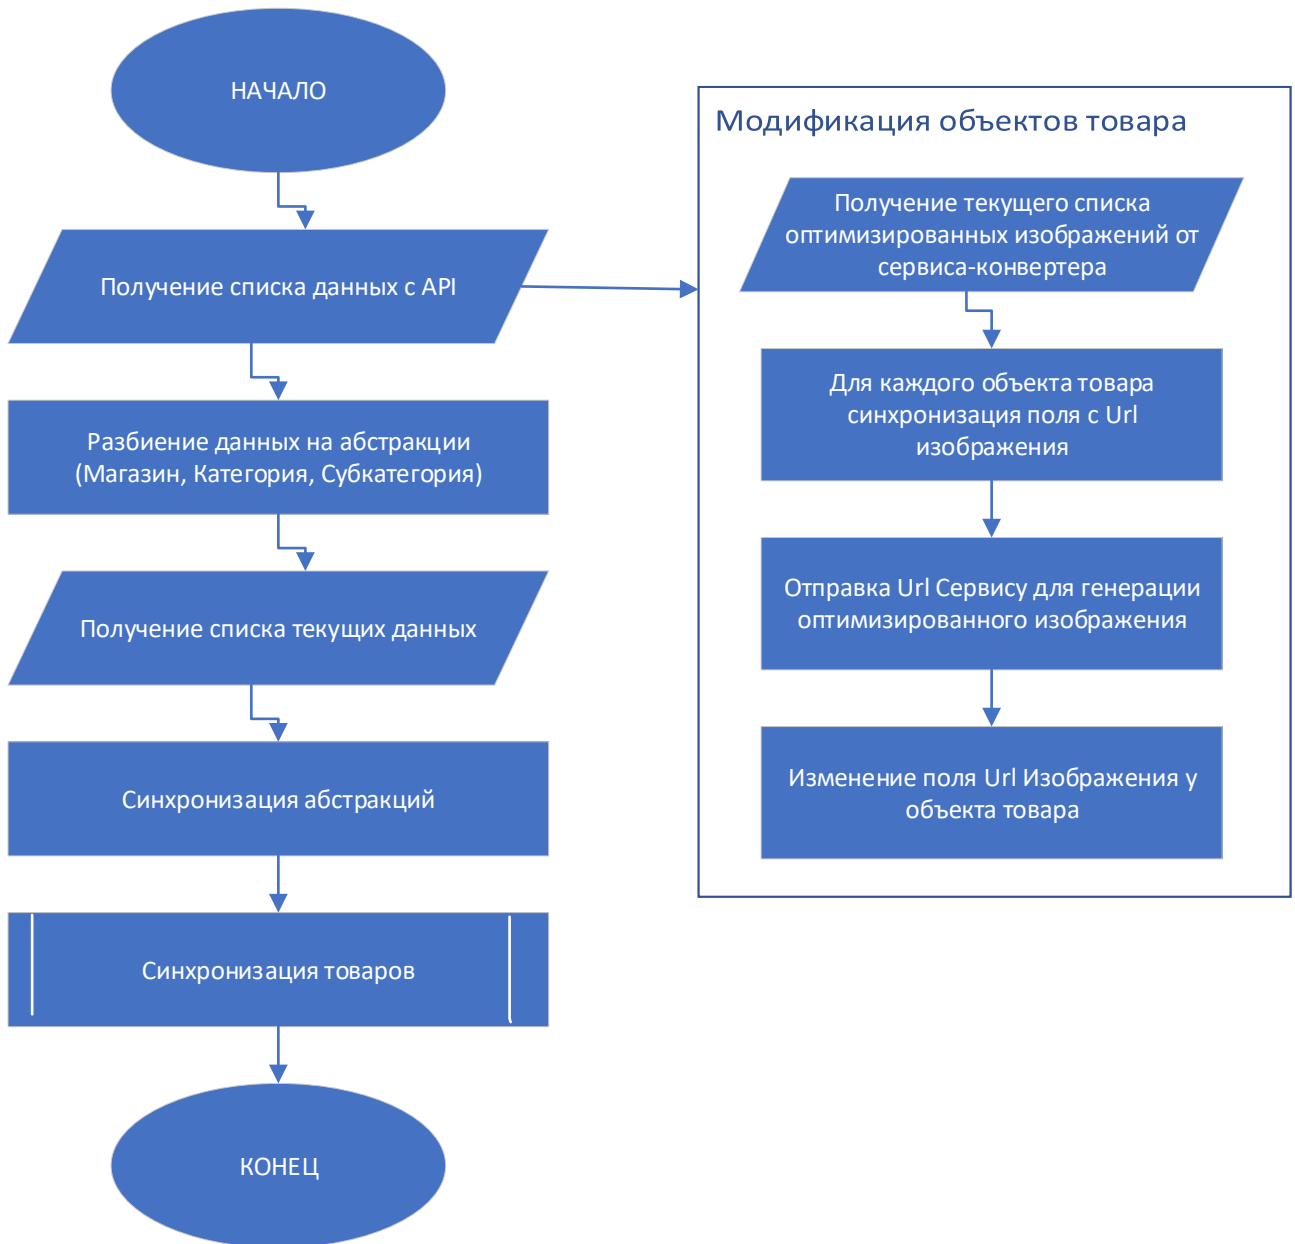 НАЧАЛО
Получение списка данных с API
Разбиение данных на абстракции
(Магазин, Категория, Субкатегория)
Получение списка текущих данных
Синхронизация абстракций
Синхронизация товаров
КОНЕЦ
Модификация объектов товара
Получение текущего списка
оптимизированных изображений от
сервиса-конвертера
Для каждого объекта товара
синхронизация поля с Url
изображения
Отправка Url Сервису для генерации
оптимизированного изображения
Изменение поля Url Изображения у
объекта товара